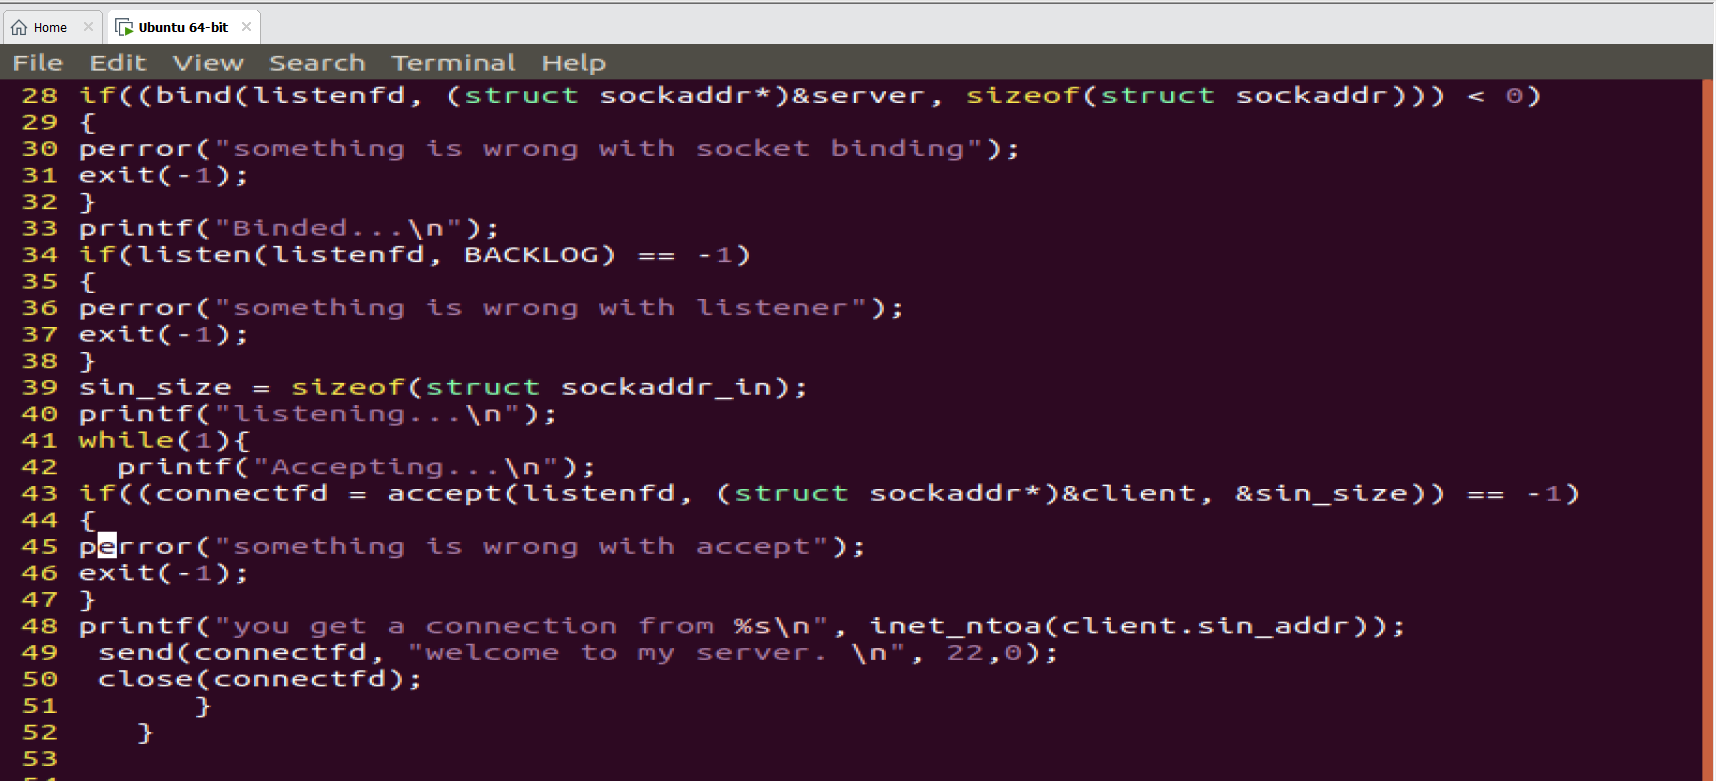 Home × Ubuntu 64-bit ×
File Edit View Search Terminal Help
28 if((bind(listenfd, (struct sockaddr*)&server, sizeof(struct sockaddr))) < 0)
29 {
30 perror("something is wrong with socket binding");
31 exit(-1);
32 }
33 printf("Binded...\n");
34 if(listen(listenfd, BACKLOG) == -1)
35 {
36 perror("something is wrong with listener");
37 exit(-1);
38 }
39 sin_size = sizeof(struct sockaddr_in);
40 printf("listening...\n");
41 while(1){
42   printf("Accepting...\n");
43 if((connectfd = accept(listenfd, (struct sockaddr*)&client, &sin_size)) == -1)
44 {
45 perror("something is wrong with accept");
46 exit(-1);
47 }
48 printf("you get a connection from %s\n", inet_ntoa(client.sin_addr));
49  send(connectfd, "welcome to my server. \n", 22,0);
50  close(connectfd);
51       }
52    }
53